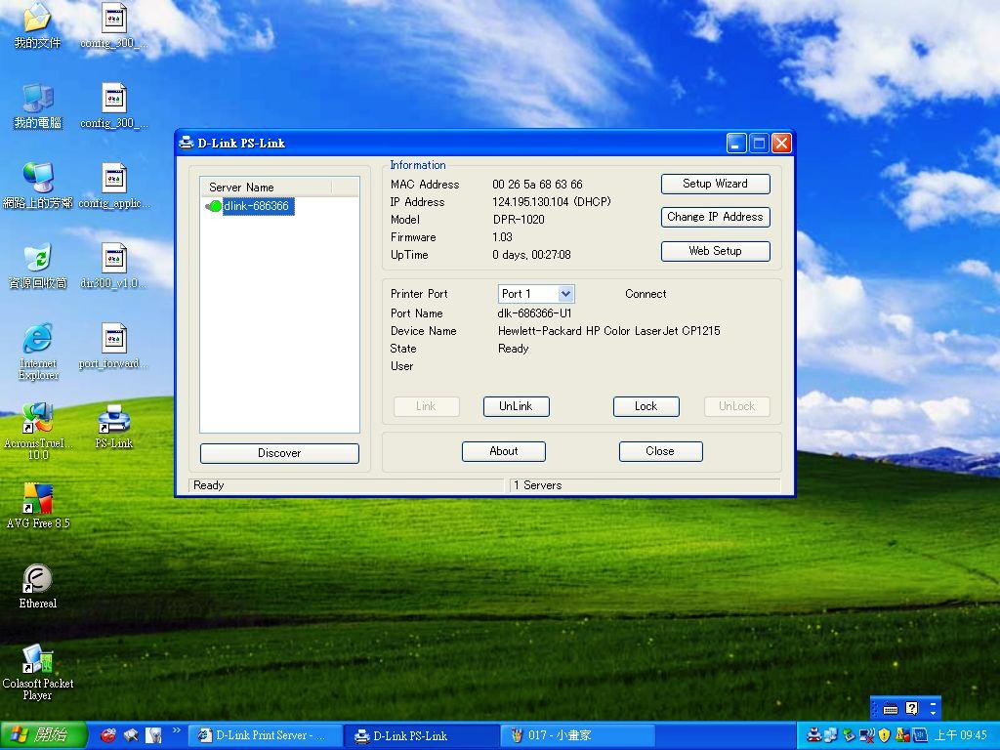 我的文件
config_300_...
我的電腦
config_300_...
網路上的芳鄰
config_applic...
資源回收筒
dir300_v1.0...
Internet
Explorer
port_forward...
AcronisTrueI...
10.0
PS-Link
AVG Free 8.5
Ethereal
Colasoft Packet
Player
D-Link PS-Link
Server Name
dlink-686366
Discover
Information
MAC Address 00 26 5a 68 63 66
IP Address 124.195.130.104 (DHCP)
Model DPR-1020
Firmware 1.03
UpTime 0 days, 00:27:08
Setup Wizard
Change IP Address
Web Setup
Printer Port Port 1 Connect
Port Name dlk-686366-U1
Device Name Hewlett-Packard HP Color LaserJet CP1215
State Ready
User
Link UnLink Lock UnLock
About Close
Ready 1 Servers
開始 D-Link Print Server - ... D-Link PS-Link 017 - 小畫家 上午 09:45